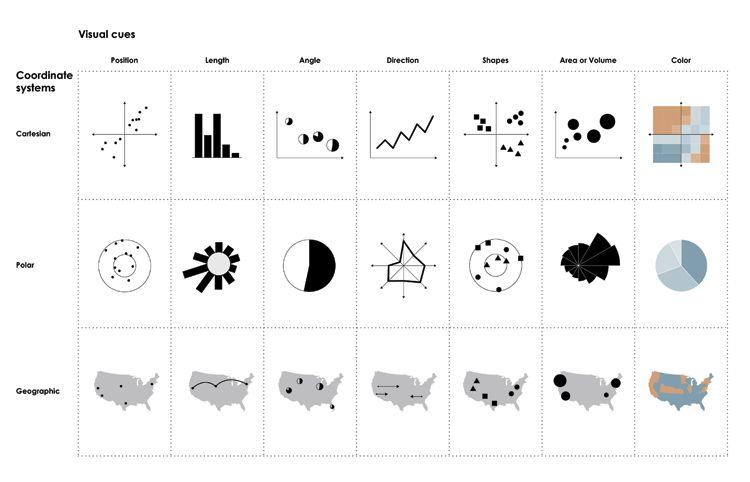 Visual cues
Position Length Angle Direction Shapes Area or Volume Color
Coordinate
systems
Cartesian
Polar
Geographic